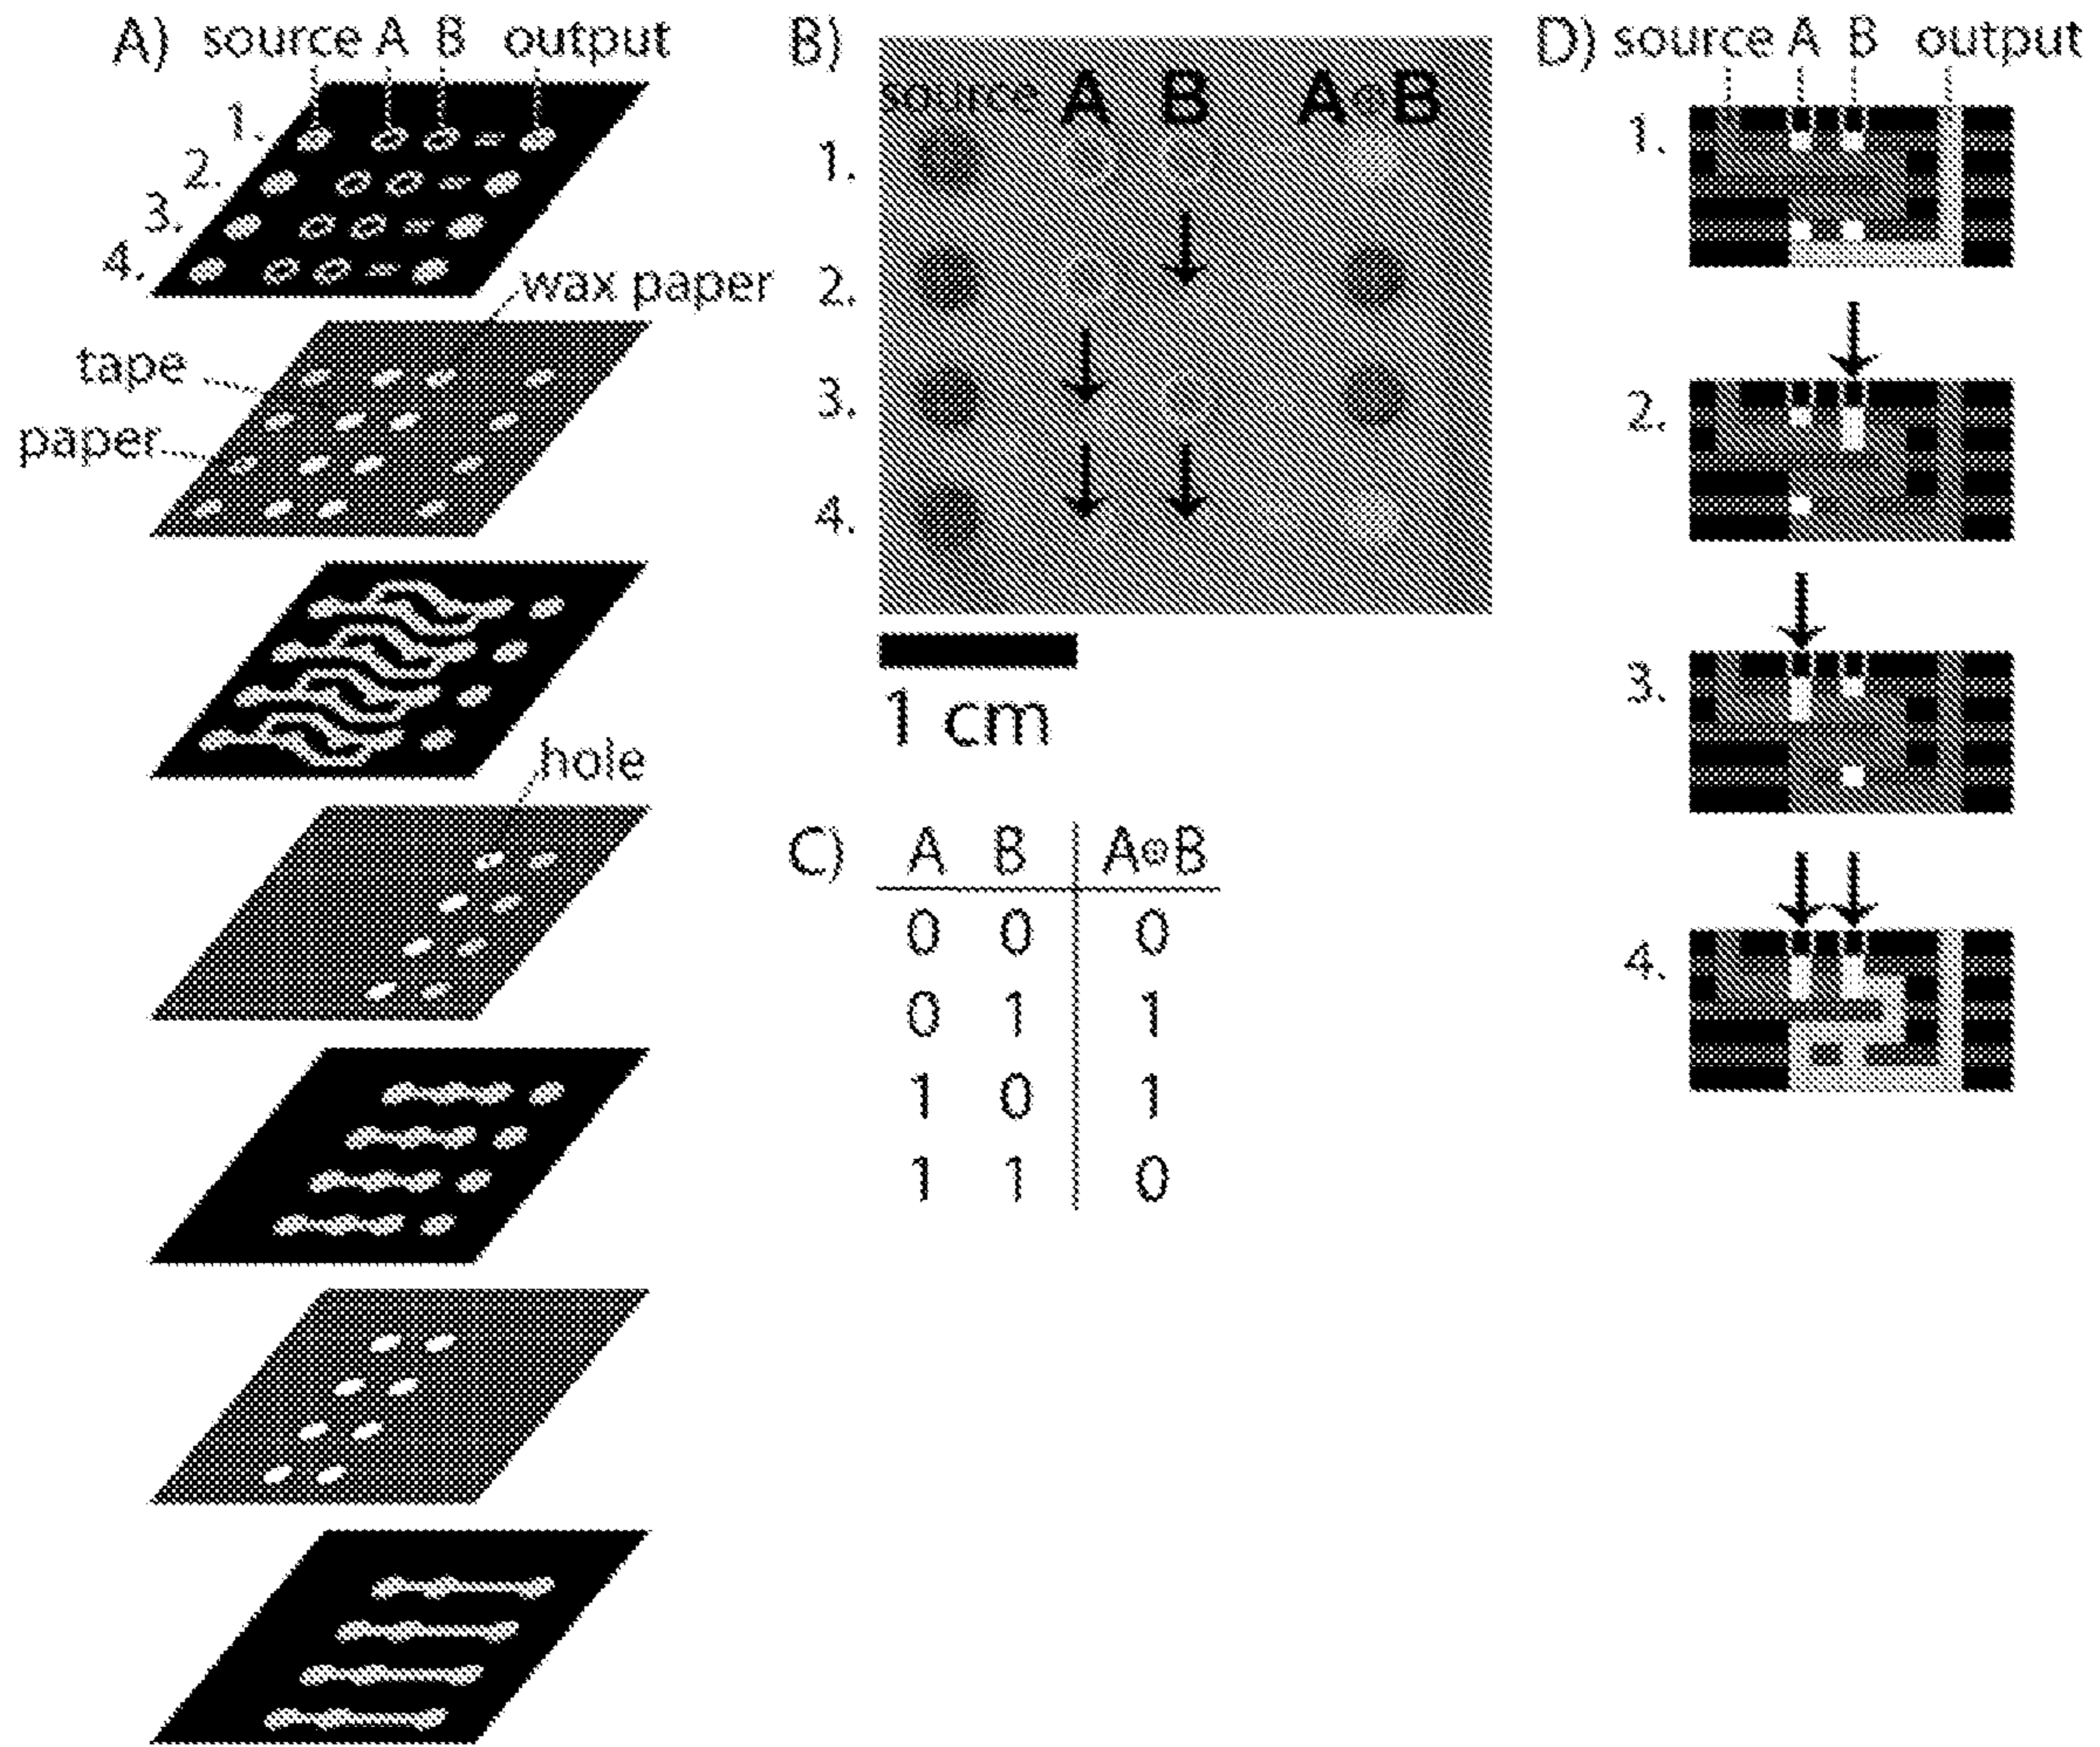 A) source A B output
1.
2.
3.
4.
wax paper
tape
paper
hole
B)
source A B A⊕B
1.
2.
3.
4.
1 cm
C) A B A⊕B
0 0 0
0 1 1
1 0 1
1 1 0
D) source A B output
1.
2.
3.
4.